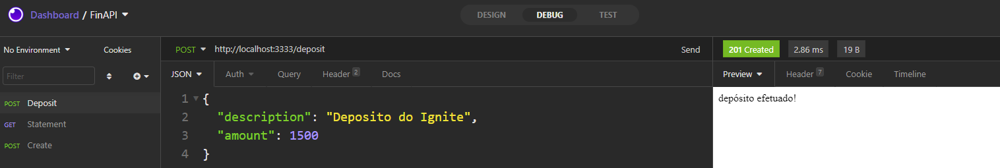 Dashboard / FinAPI
DESIGN DEBUG TEST
No Environment Cookies
POST http://localhost:3333/deposit Send
201 Created 2.86 ms 19 B
Filter
JSON Auth Query Header 2 Docs
Preview Header 7 Cookie Timeline
POST Deposit
GET Statement
POST Create
1 {
2 "description": "Deposito do Ignite",
3 "amount": 1500
4 }
depósito efetuado!